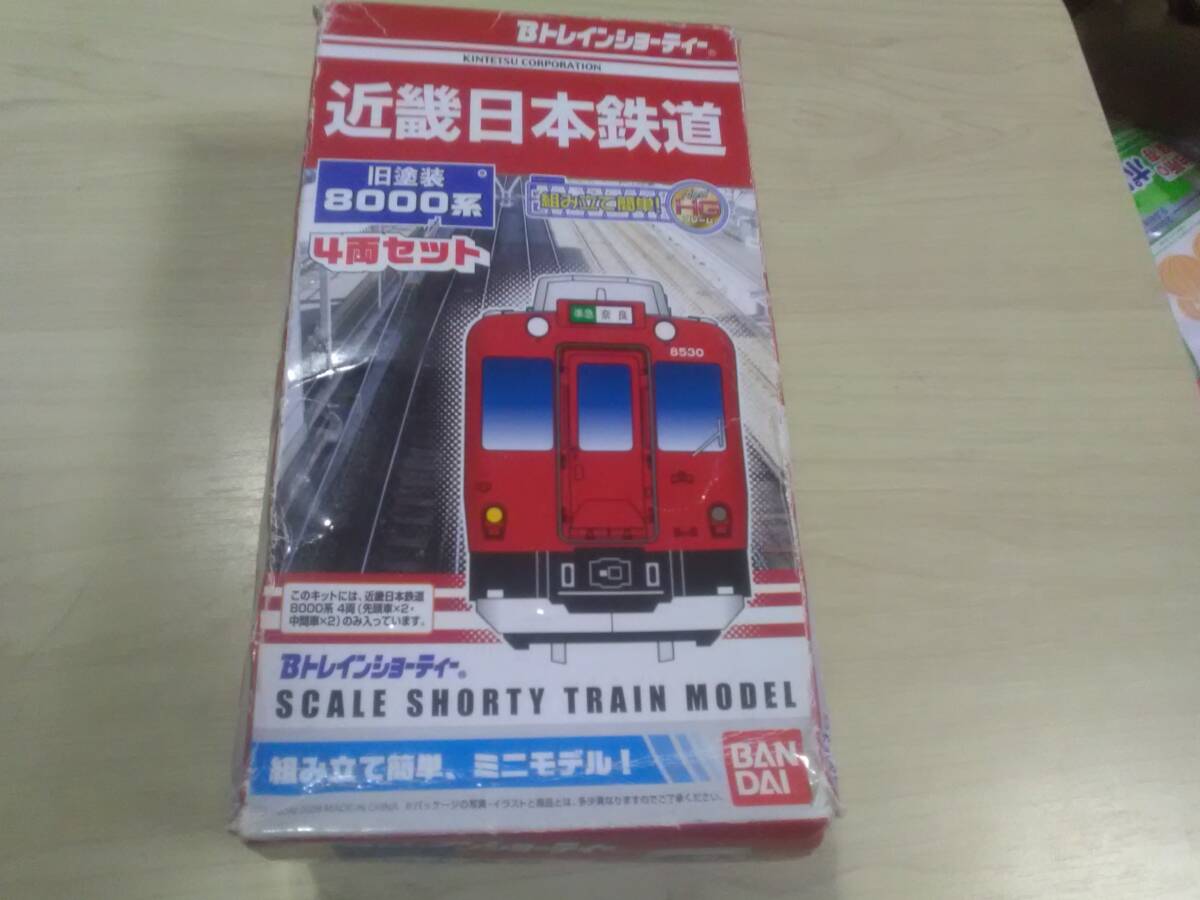 Bトレインショーティー®
KINTETSU CORPORATION
近畿日本鉄道
旧塗装
8000系
4両セット
組み立て簡単!
HG
フレーム
準急 奈良
8530
このキットには、近畿日本鉄道
8000系 4両(先頭車×2・
中間車×2)のみ入っています。
Bトレインショーティー®
SCALE SHORTY TRAIN MODEL
組み立て簡単、ミニモデル!
BAN
DAI
MADE IN CHINA ※パッケージの写真・イラストと商品とは、多少異なりますのでご了承ください。